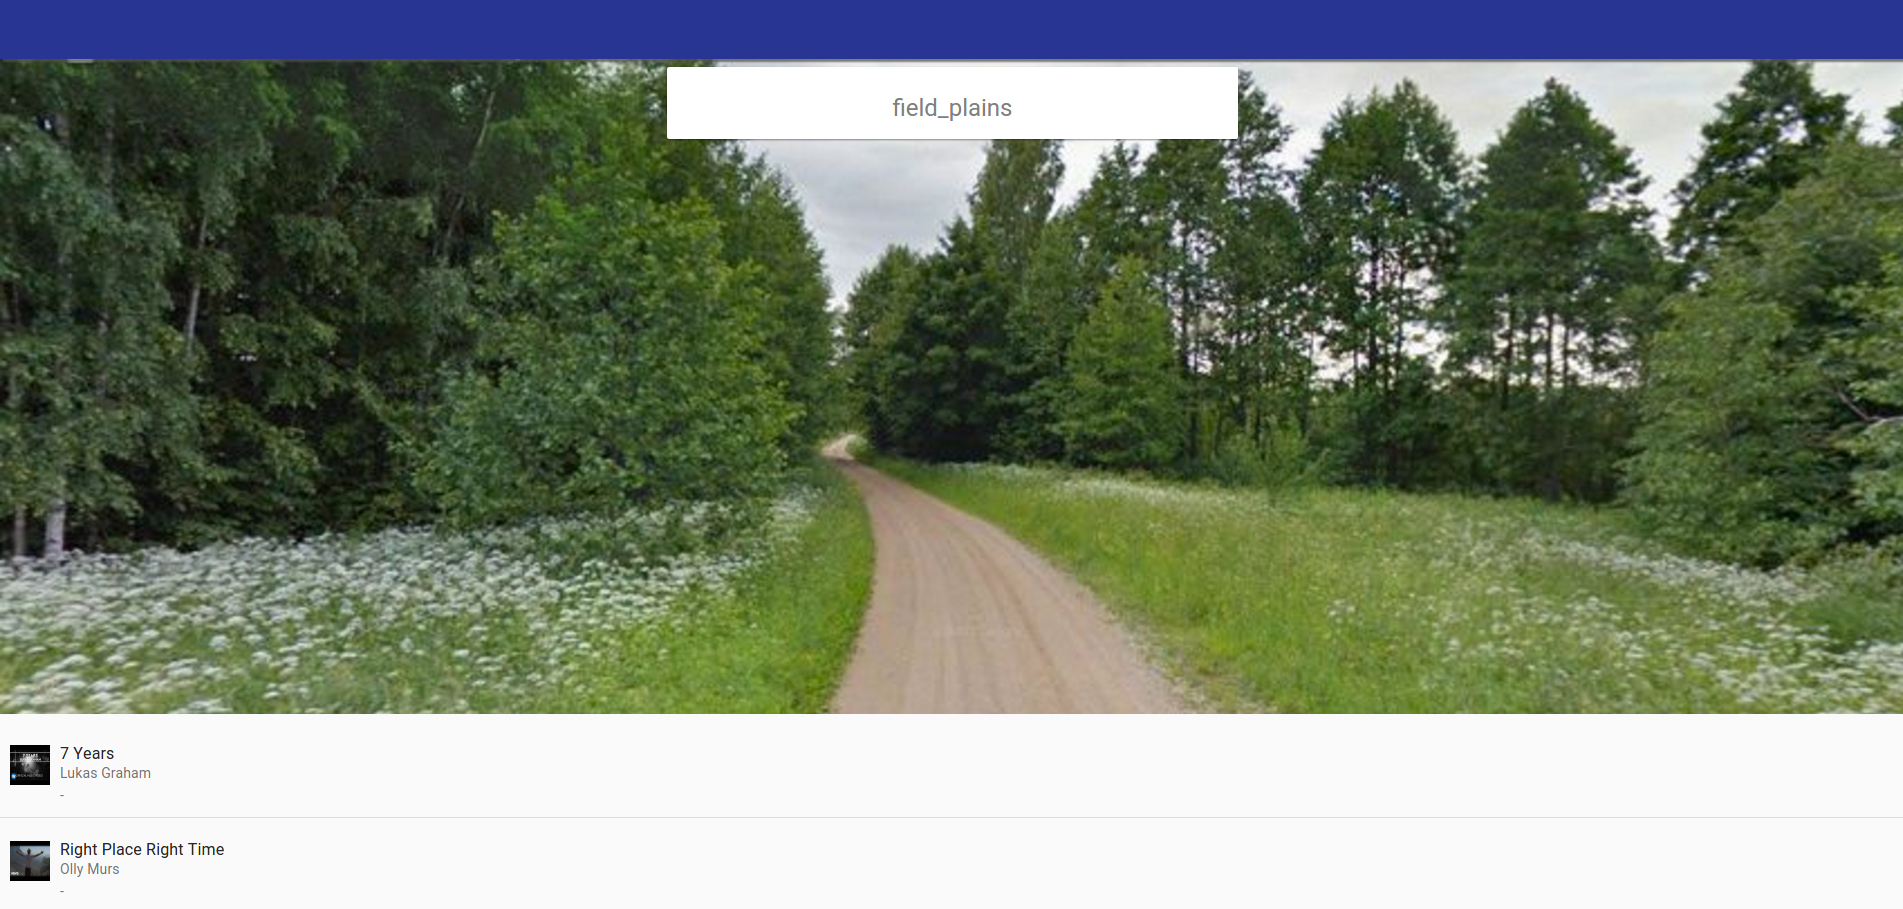 field_plains
7 Years
Lukas Graham
-
Right Place Right Time
Olly Murs
-